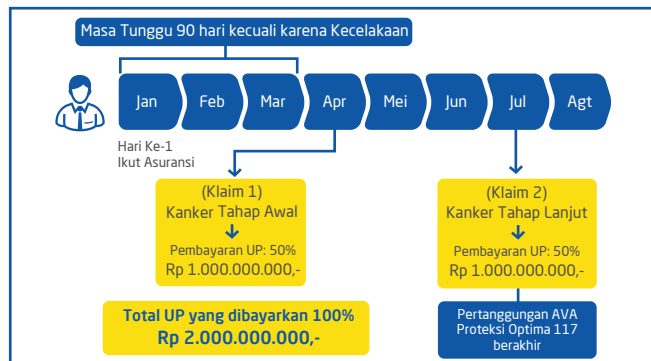 Masa Tunggu 90 hari kecuali karena Kecelakaan
Jan Feb Mar Apr Mei Jun Jul Agt
Hari Ke-1
Ikut Asuransi
(Klaim 1)
Kanker Tahap Awal
Pembayaran UP: 50%
Rp 1.000.000.000,-
(Klaim 2)
Kanker Tahap Lanjut
Pembayaran UP: 50%
Rp 1.000.000.000,-
Total UP yang dibayarkan 100%
Rp 2.000.000.000,-
Pertanggungan AVA
Proteksi Optima 117
berakhir